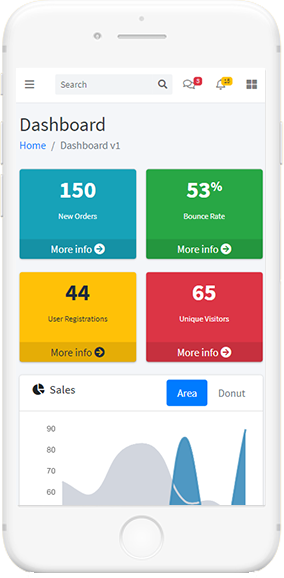 Search
3
15
Dashboard
Home / Dashboard v1
150
New Orders
More info
53%
Bounce Rate
More info
44
User Registrations
More info
65
Unique Visitors
More info
Sales
Area
Donut
90
80
70
60